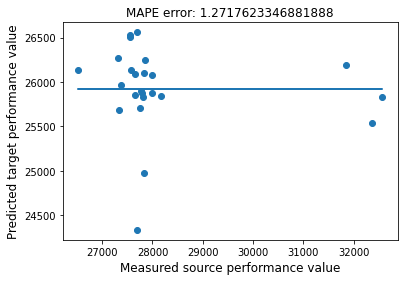 MAPE error: 1.2717623346881888
Predicted target performance value
26500
26000
25500
25000
24500
27000 28000 29000 30000 31000 32000
Measured source performance value